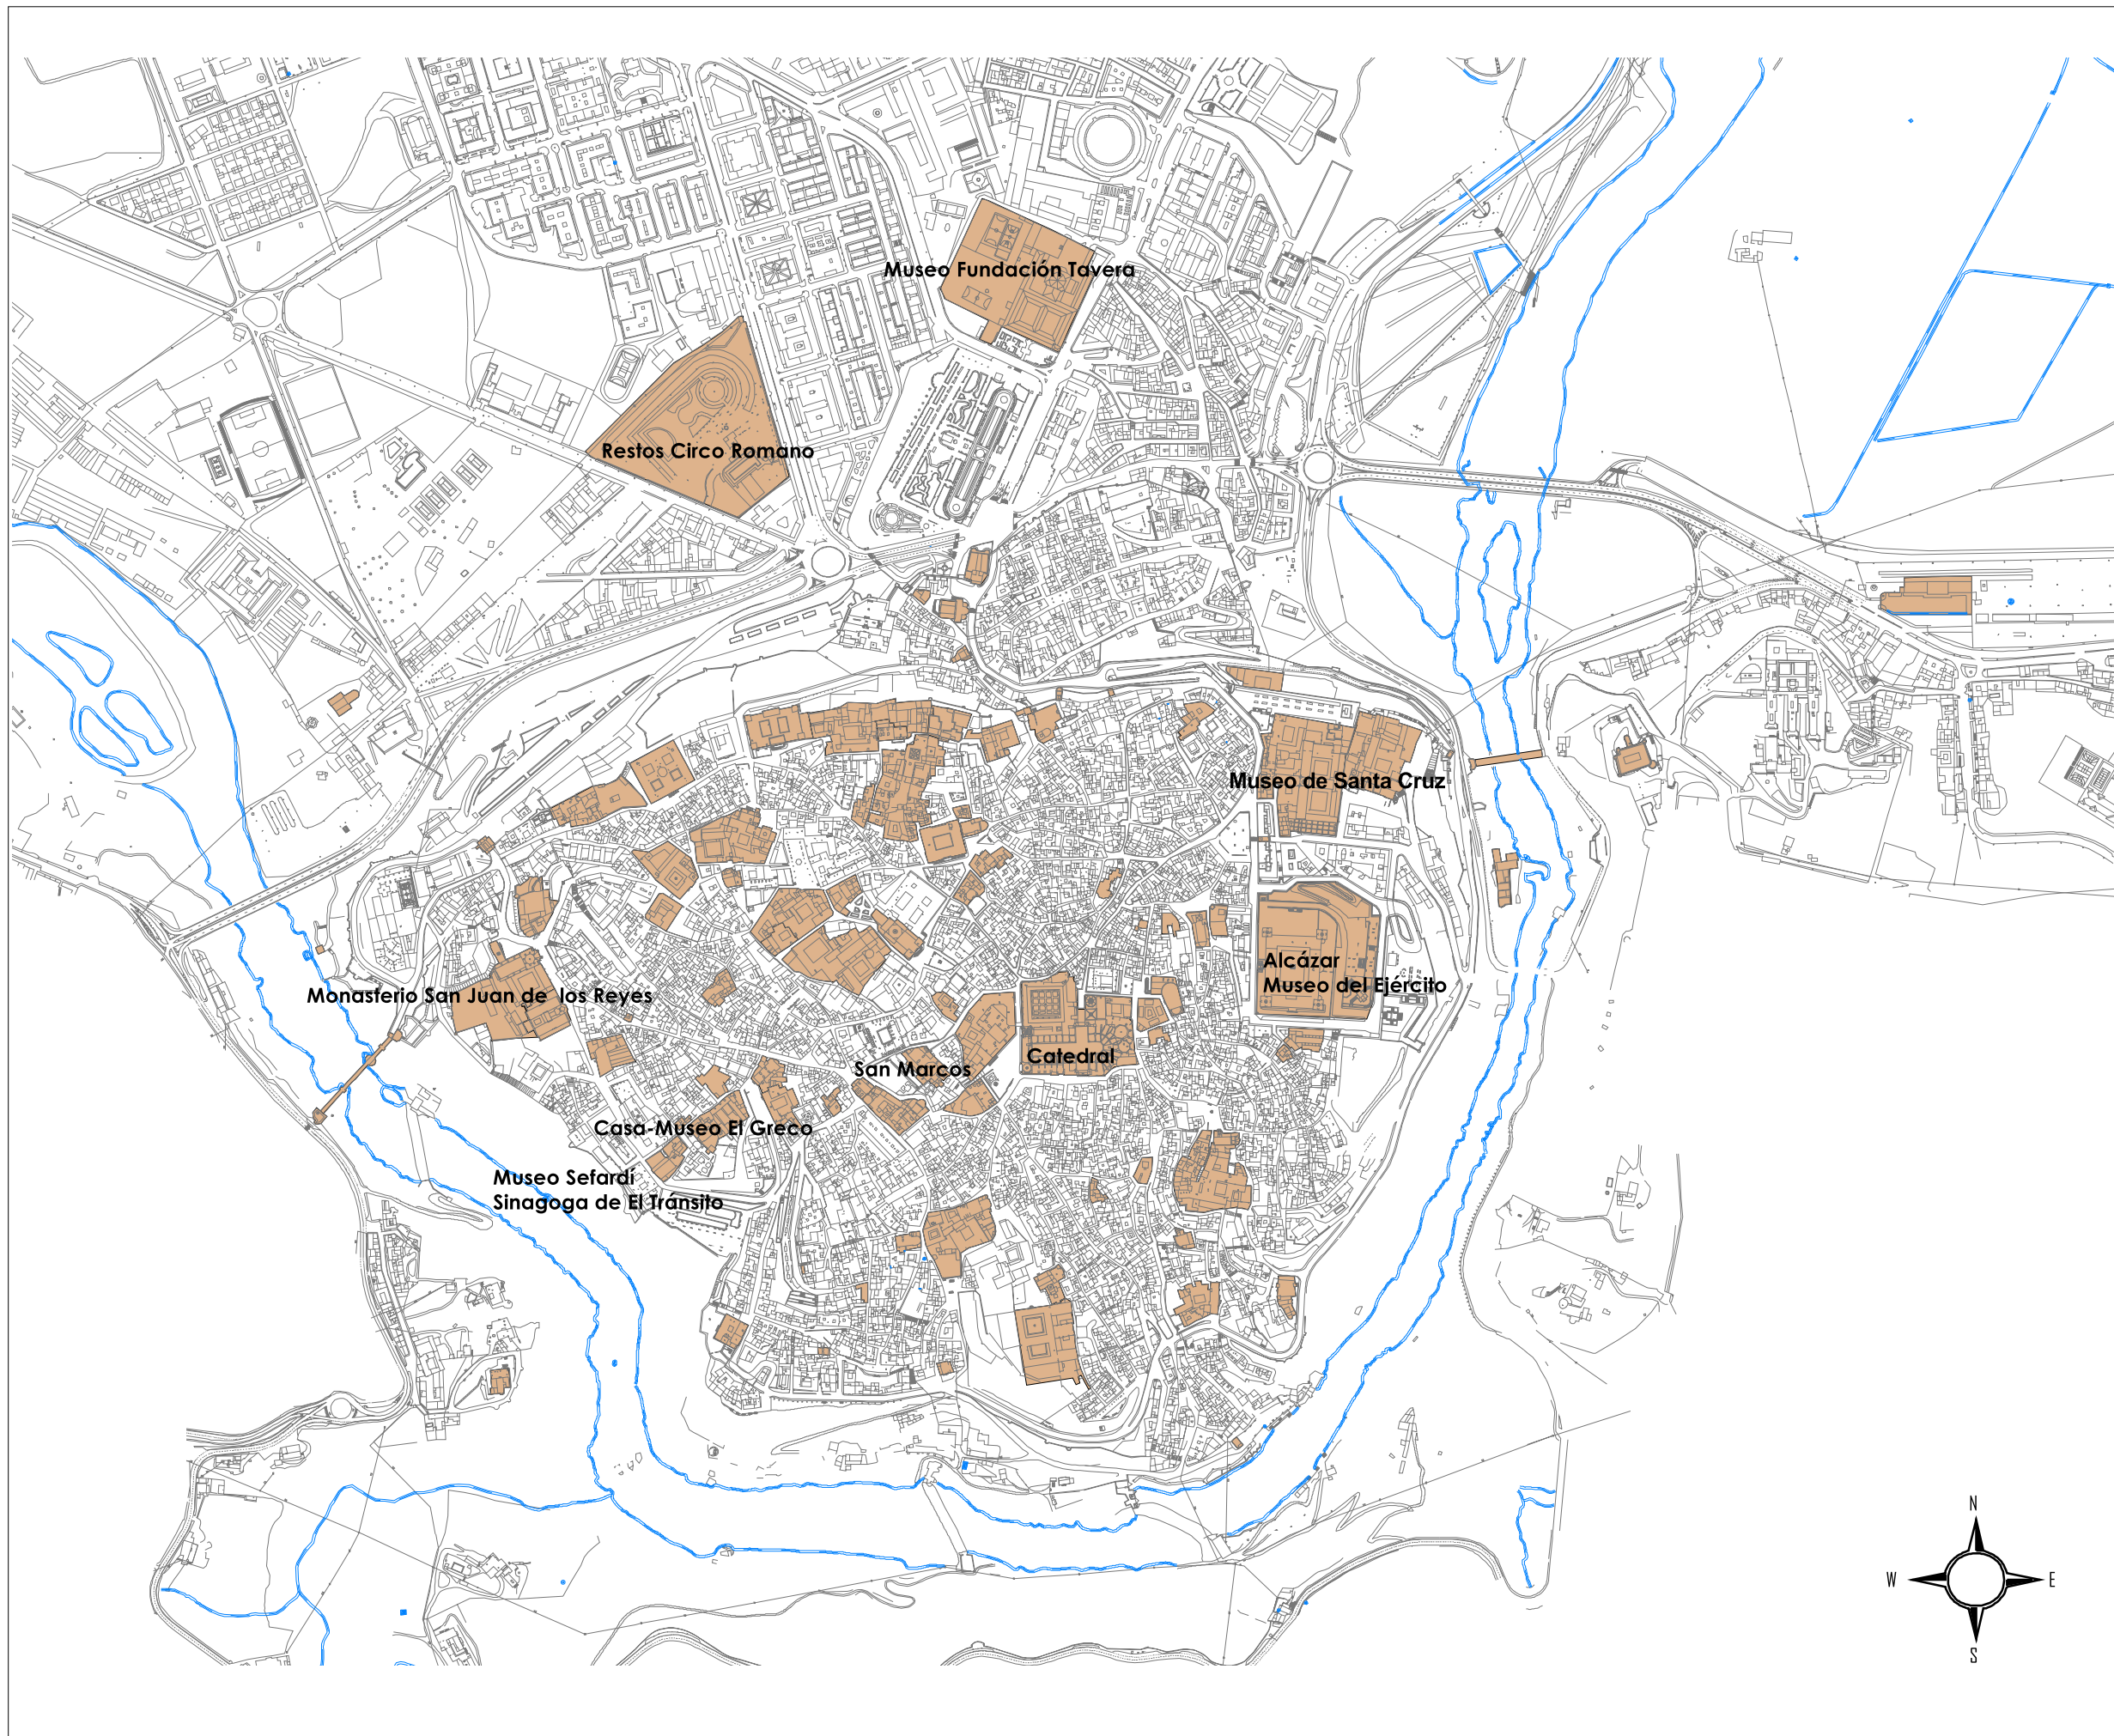 Museo Fundación Tavera
Restos Circo Romano
Museo de Santa Cruz
Alcázar
Museo del Ejército
Monasterio San Juan de los Reyes
Catedral
San Marcos
Casa-Museo El Greco
Museo Sefardí
Sinagoga de El Tránsito
N
W E
S